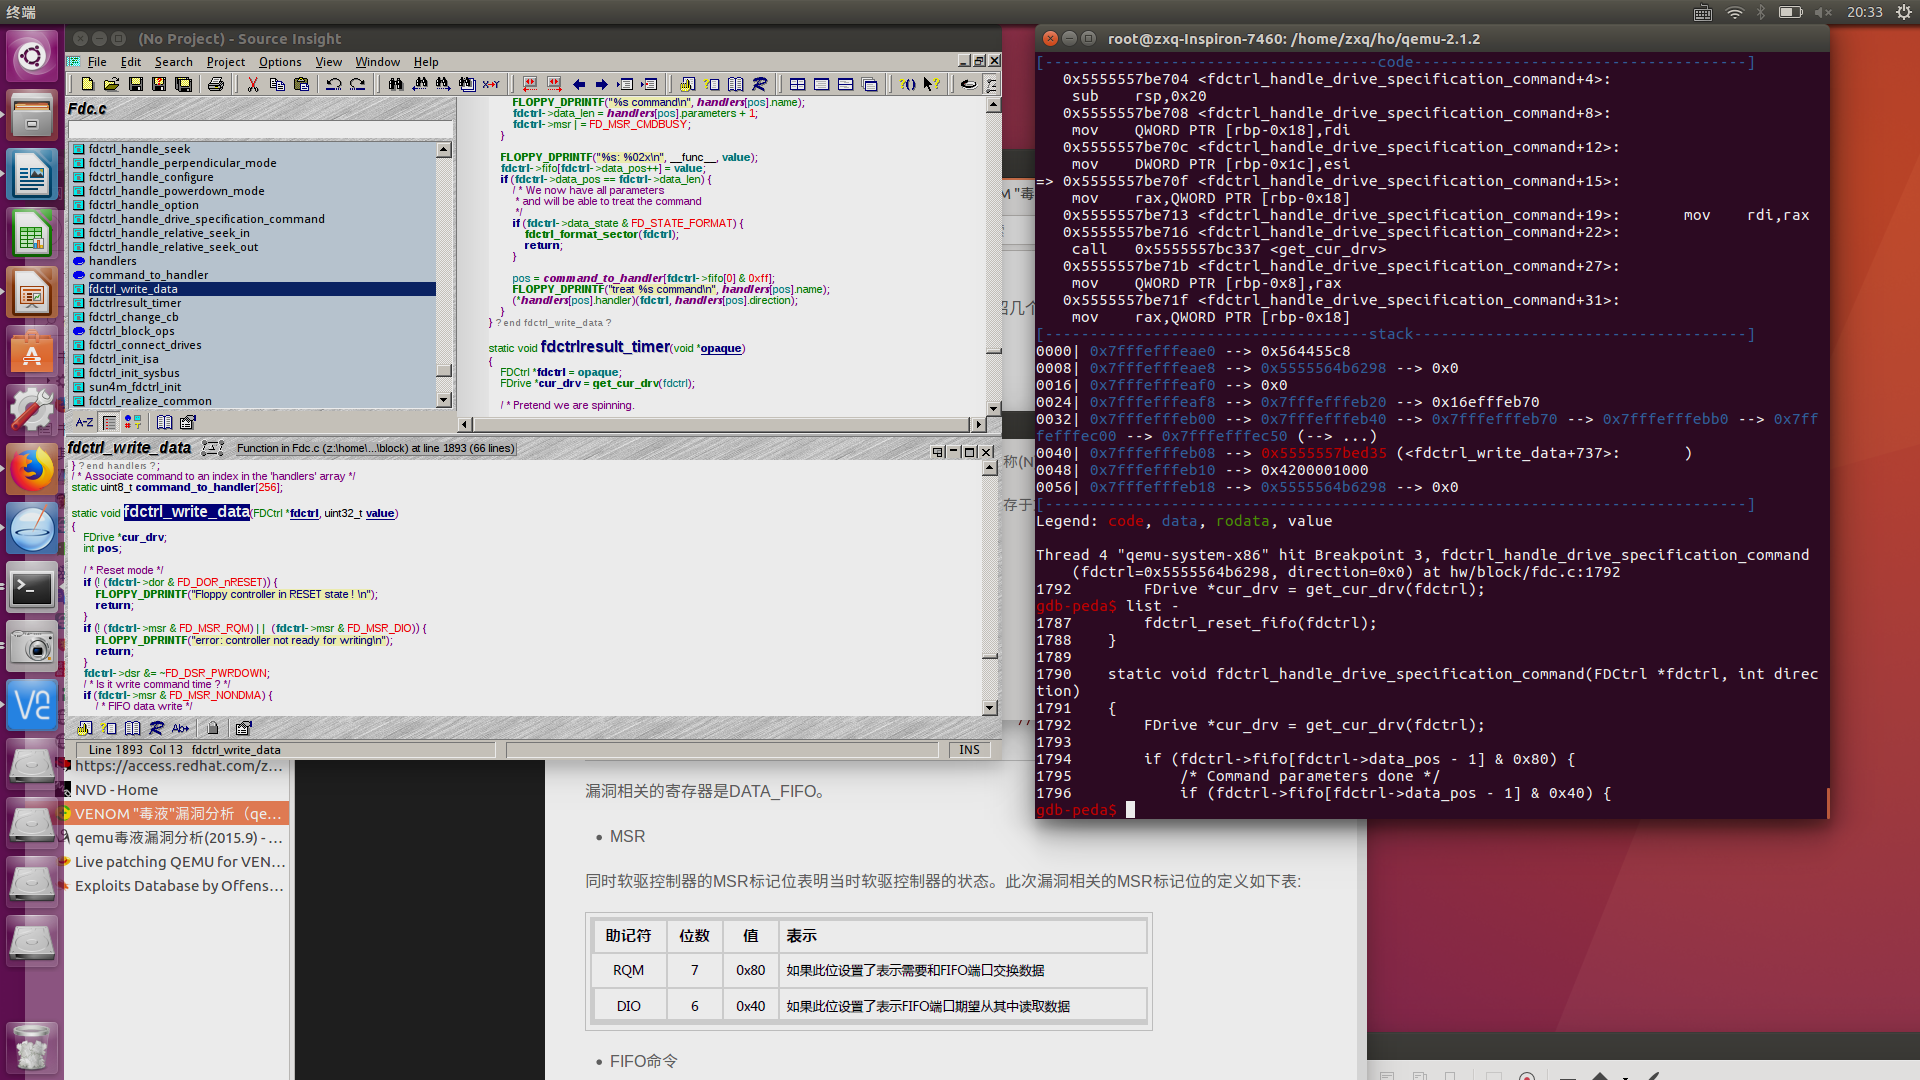 终端
20:33
(No Project) - Source Insight
File Edit Search Project Options View Window Help
Fdc.c
fdctrl_handle_seek
fdctrl_handle_perpendicular_mode
fdctrl_handle_configure
fdctrl_handle_powerdown_mode
fdctrl_handle_option
fdctrl_handle_drive_specification_command
fdctrl_handle_relative_seek_in
fdctrl_handle_relative_seek_out
handlers
command_to_handler
fdctrl_write_data
fdctrlresult_timer
fdctrl_change_cb
fdctrl_block_ops
fdctrl_connect_drives
fdctrl_init_isa
fdctrl_init_sysbus
sun4m_fdctrl_init
fdctrl_realize_common
A-Z
FLOPPY_DPRINTF("%s command\n", handlers[pos].name);
fdctrl->data_len = handlers[pos].parameters + 1;
fdctrl->msr |= FD_MSR_CMDBUSY;
}
FLOPPY_DPRINTF("%s: %02x\n", __func__, value);
fdctrl->fifo[fdctrl->data_pos++] = value;
if (fdctrl->data_pos == fdctrl->data_len) {
/* We now have all parameters
* and will be able to treat the command
*/
if (fdctrl->data_state & FD_STATE_FORMAT) {
fdctrl_format_sector(fdctrl);
return;
}
pos = command_to_handler[fdctrl->fifo[0] & 0xff];
FLOPPY_DPRINTF("treat %s command\n", handlers[pos].name);
(*handlers[pos].handler)(fdctrl, handlers[pos].direction);
}
} ? end fdctrl_write_data ?
static void fdctrlresult_timer(void *opaque)
{
FDCtrl *fdctrl = opaque;
FDrive *cur_drv = get_cur_drv(fdctrl);
/* Pretend we are spinning.
fdctrl_write_data Function in Fdc.c (z:\home\...\block) at line 1893 (66 lines)
} ? end handlers ?;
/* Associate command to an index in the 'handlers' array */
static uint8_t command_to_handler[256];
static void fdctrl_write_data(FDCtrl *fdctrl, uint32_t value)
{
FDrive *cur_drv;
int pos;
/* Reset mode */
if (! (fdctrl->dor & FD_DOR_nRESET)) {
FLOPPY_DPRINTF("Floppy controller in RESET state ! \n");
return;
}
if (! (fdctrl->msr & FD_MSR_RQM) || (fdctrl->msr & FD_MSR_DIO)) {
FLOPPY_DPRINTF("error: controller not ready for writing\n");
return;
}
fdctrl->dsr &= ~FD_DSR_PWRDOWN;
/* Is it write command time ? */
if (fdctrl->msr & FD_MSR_NONDMA) {
/* FIFO data write */
Line 1893 Col 13 fdctrl_write_data
INS
https://access.redhat.com/z...
NVD - Home
VENOM "毒液"漏洞分析（qe...
qemu毒液漏洞分析(2015.9) - ...
Live patching QEMU for VEN...
Exploits Database by Offens...
漏洞相关的寄存器是DATA_FIFO。
• MSR
同时软驱控制器的MSR标记位表明当时软驱控制器的状态。此次漏洞相关的MSR标记位的定义如下表:
助记符 位数 值 表示
RQM 7 0x80 如果此位设置了表示需要和FIFO端口交换数据
DIO 6 0x40 如果此位设置了表示FIFO端口期望从其中读取数据
• FIFO命令
M "毒
称(N
存于
root@zxq-Inspiron-7460: /home/zxq/ho/qemu-2.1.2
[-------------------------------------code-------------------------------------]
0x5555557be704 <fdctrl_handle_drive_specification_command+4>:
sub rsp,0x20
0x5555557be708 <fdctrl_handle_drive_specification_command+8>:
mov QWORD PTR [rbp-0x18],rdi
0x5555557be70c <fdctrl_handle_drive_specification_command+12>:
mov DWORD PTR [rbp-0x1c],esi
=> 0x5555557be70f <fdctrl_handle_drive_specification_command+15>:
mov rax,QWORD PTR [rbp-0x18]
0x5555557be713 <fdctrl_handle_drive_specification_command+19>: mov rdi,rax
0x5555557be716 <fdctrl_handle_drive_specification_command+22>:
call 0x5555557bc337 <get_cur_drv>
0x5555557be71b <fdctrl_handle_drive_specification_command+27>:
mov QWORD PTR [rbp-0x8],rax
0x5555557be71f <fdctrl_handle_drive_specification_command+31>:
mov rax,QWORD PTR [rbp-0x18]
[------------------------------------stack-------------------------------------]
0000| 0x7fffefffeae0 --> 0x564455c8
0008| 0x7fffefffeae8 --> 0x5555564b6298 --> 0x0
0016| 0x7fffefffeaf0 --> 0x0
0024| 0x7fffefffeaf8 --> 0x7fffefffeb20 --> 0x16efffeb70
0032| 0x7fffefffeb00 --> 0x7fffefffeb40 --> 0x7fffefffeb70 --> 0x7fffefffebb0 --> 0x7ff
fefffec00 --> 0x7fffefffec50 (--> ...)
0040| 0x7fffefffeb08 --> 0x5555557bed35 (<fdctrl_write_data+737>: )
0048| 0x7fffefffeb10 --> 0x4200001000
0056| 0x7fffefffeb18 --> 0x5555564b6298 --> 0x0
[------------------------------------------------------------------------------]
Legend: code, data, rodata, value
Thread 4 "qemu-system-x86" hit Breakpoint 3, fdctrl_handle_drive_specification_command
(fdctrl=0x5555564b6298, direction=0x0) at hw/block/fdc.c:1792
1792 FDrive *cur_drv = get_cur_drv(fdctrl);
gdb-peda$ list -
1787 fdctrl_reset_fifo(fdctrl);
1788 }
1789
1790 static void fdctrl_handle_drive_specification_command(FDCtrl *fdctrl, int direc
tion)
1791 {
1792 FDrive *cur_drv = get_cur_drv(fdctrl);
1793
1794 if (fdctrl->fifo[fdctrl->data_pos - 1] & 0x80) {
1795 /* Command parameters done */
1796 if (fdctrl->fifo[fdctrl->data_pos - 1] & 0x40) {
gdb-peda$